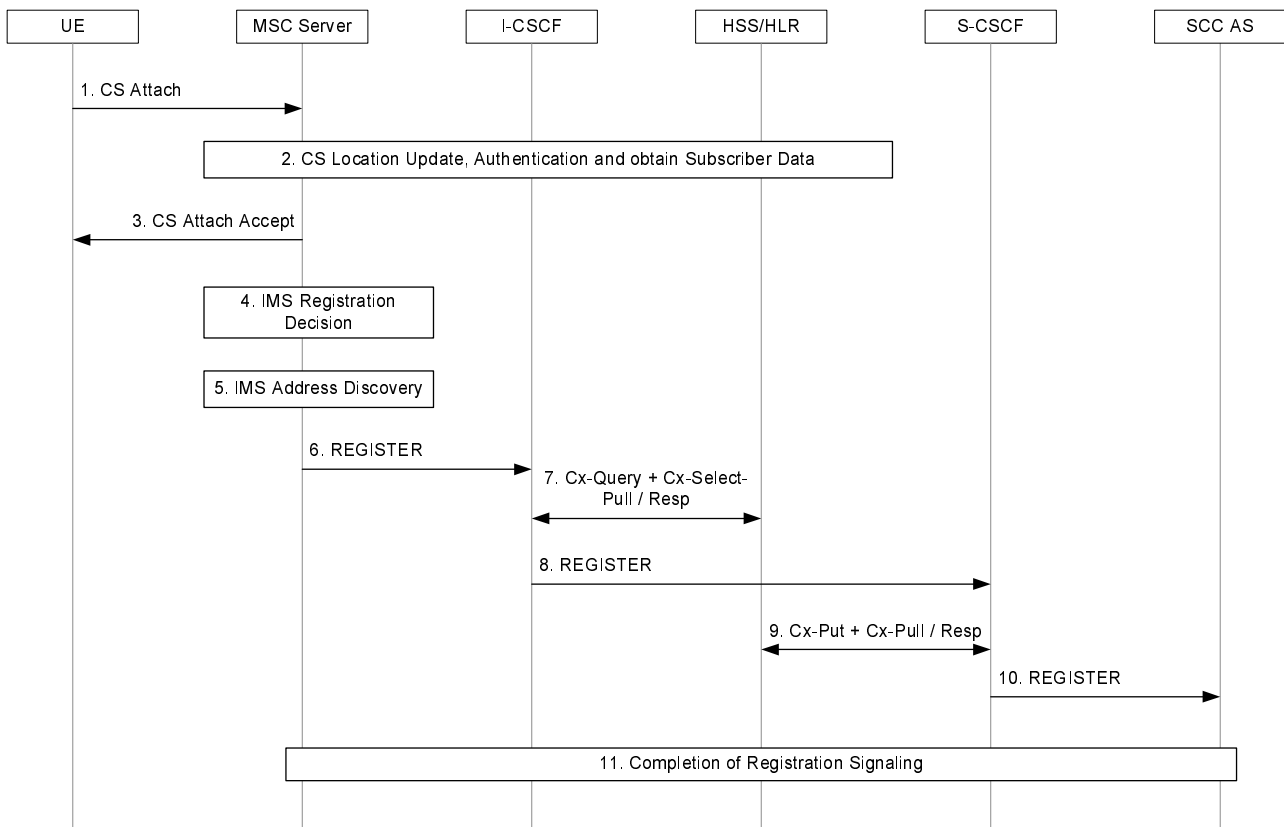 UE
MSC Server
I-CSCF
HSS/HLR
S-CSCF
SCC AS
1. CS Attach
2. CS Location Update, Authentication and obtain Subscriber Data
3. CS Attach Accept
4. IMS Registration
Decision
5. IMS Address Discovery
6. REGISTER
7. Cx-Query + Cx-Select-
Pull / Resp
8. REGISTER
9. Cx-Put + Cx-Pull / Resp
10. REGISTER
11. Completion of Registration Signaling